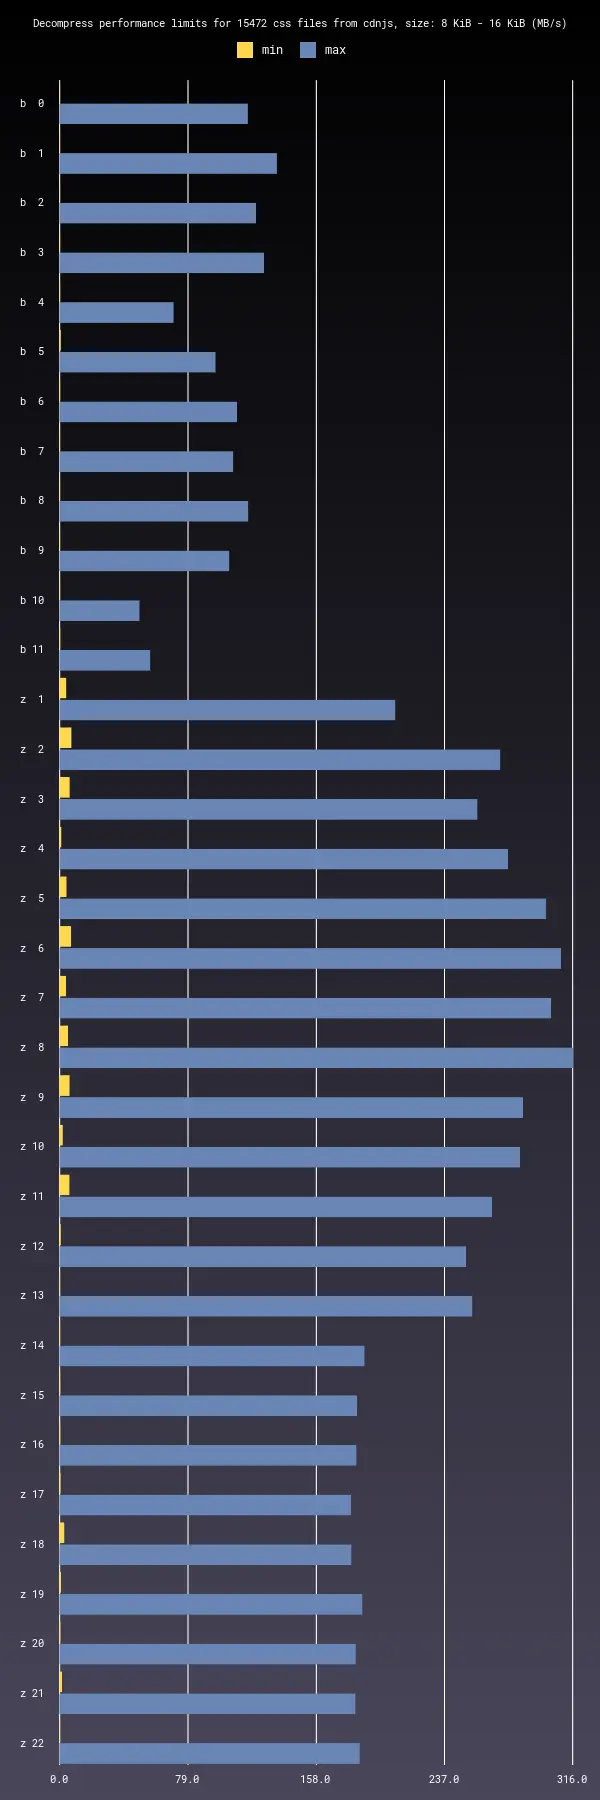 Decompress performance limits for 15472 css files from cdnjs, size: 8 KiB - 16 KiB (MB/s)
min max
b 0
b 1
b 2
b 3
b 4
b 5
b 6
b 7
b 8
b 9
b 10
b 11
z 1
z 2
z 3
z 4
z 5
z 6
z 7
z 8
z 9
z 10
z 11
z 12
z 13
z 14
z 15
z 16
z 17
z 18
z 19
z 20
z 21
z 22
0.0 79.0 158.0 237.0 316.0